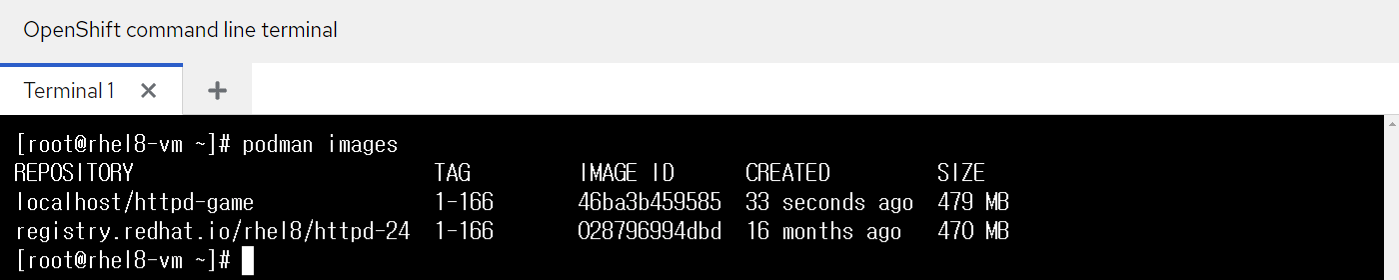 OpenShift command line terminal
Terminal 1
[root@rhel8-vm ~]# podman images
REPOSITORY TAG IMAGE ID CREATED SIZE
localhost/httpd-game 1-166 46ba3b459585 33 seconds ago 479 MB
registry.redhat.io/rhel8/httpd-24 1-166 028796994dbd 16 months ago 470 MB
[root@rhel8-vm ~]#